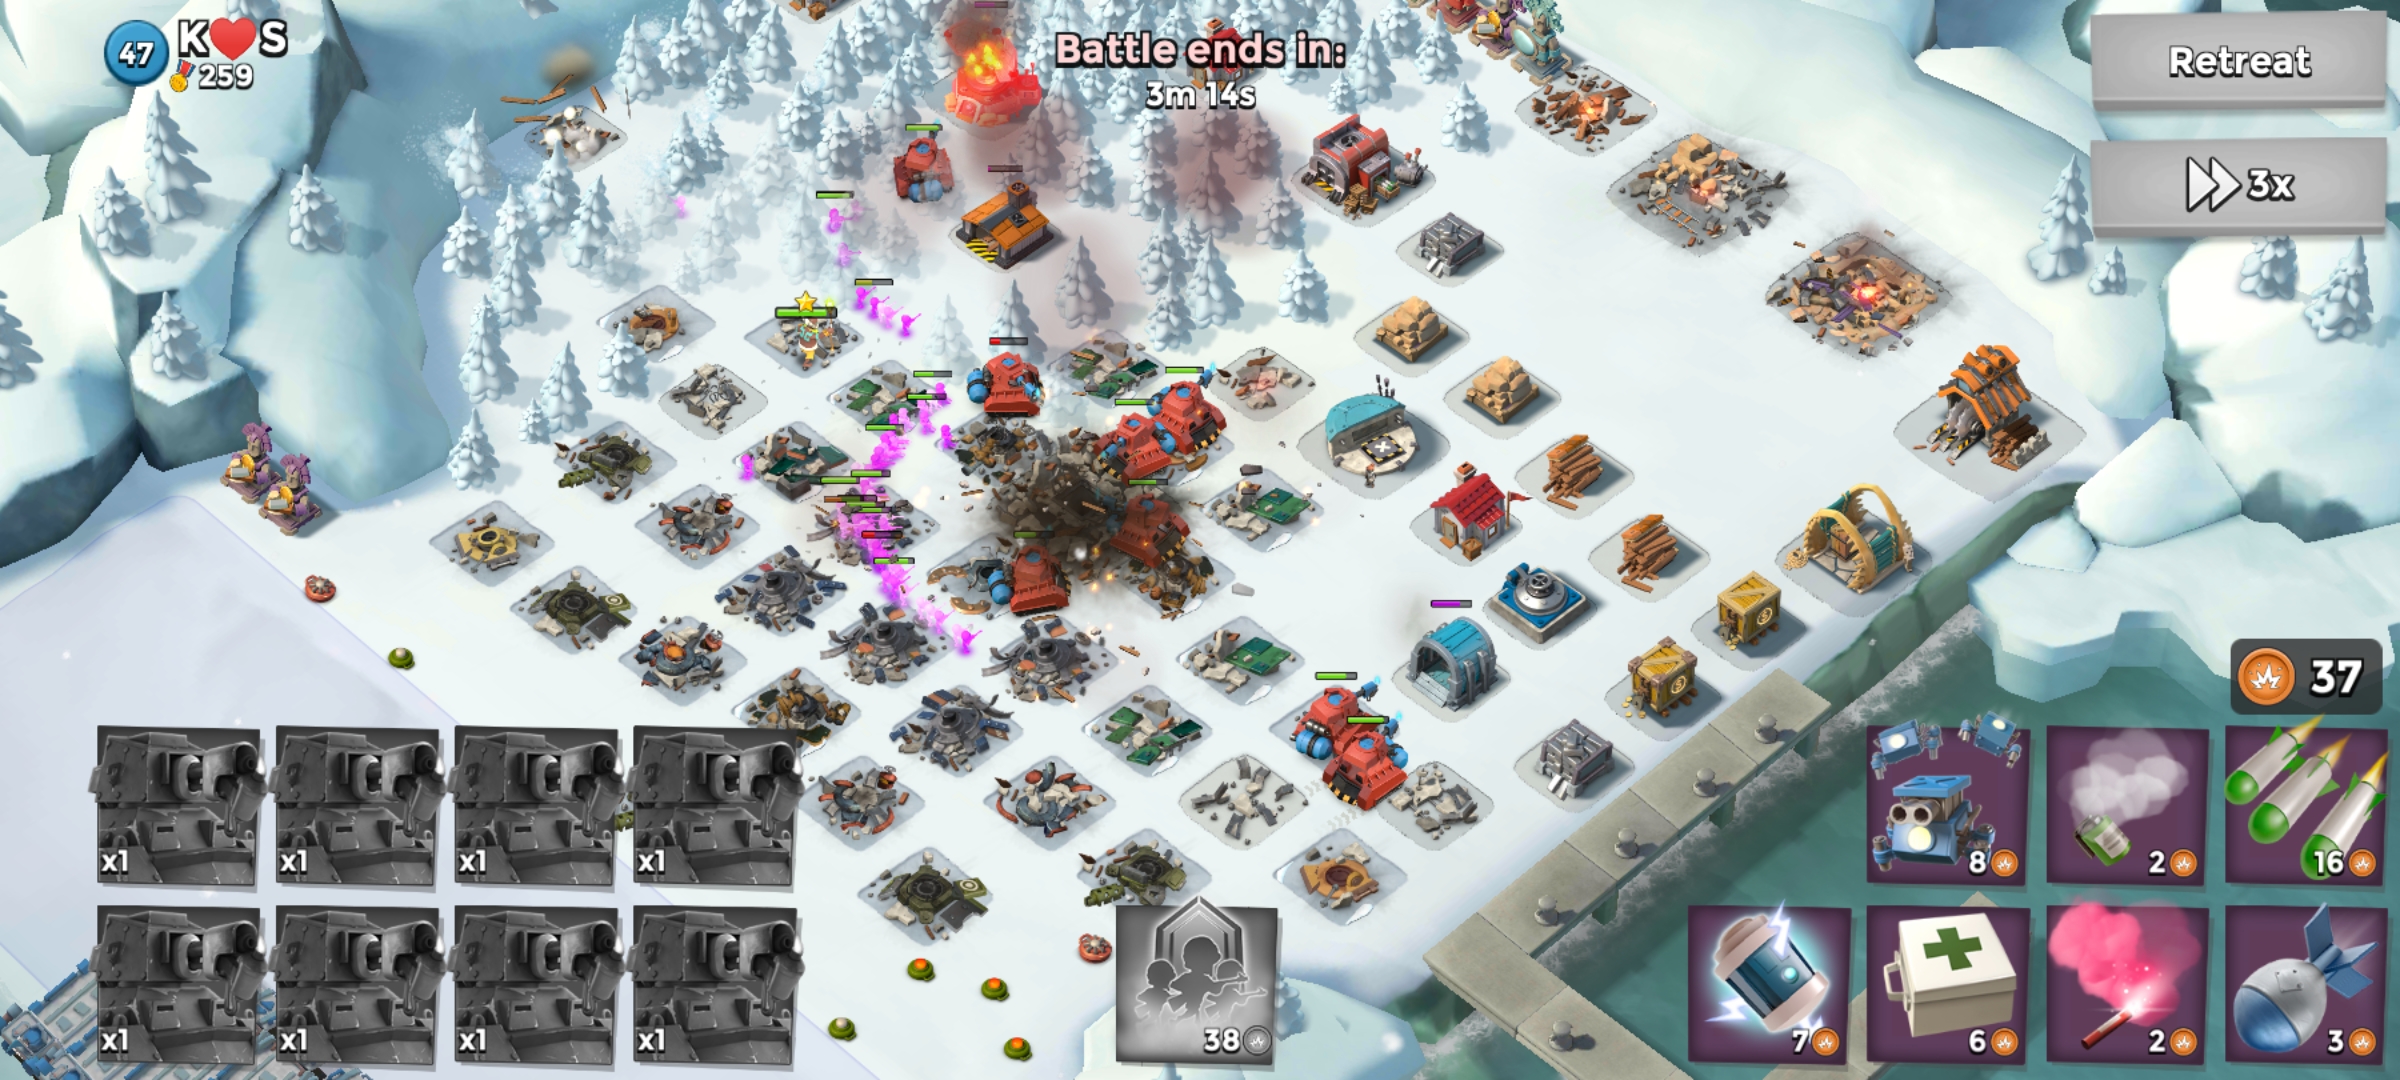 47
K❤️S
259
Battle ends in:
3m 14s
Retreat
3x
37
x1
x1
x1
x1
8
2
16
x1
x1
x1
x1
38
7
6
2
3